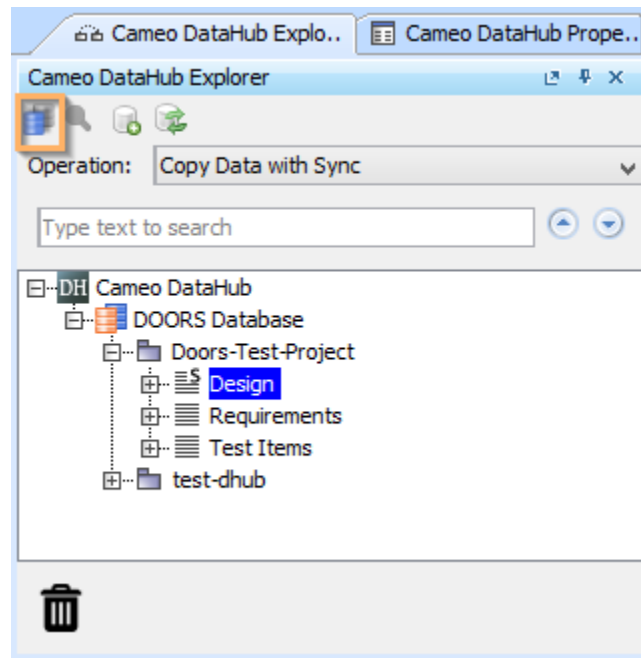 Cameo DataHub Explo.. Cameo DataHub Prope..
Cameo DataHub Explorer
Operation: Copy Data with Sync
Type text to search
DH Cameo DataHub
DOORS Database
Doors-Test-Project
S Design
Requirements
Test Items
test-dhub